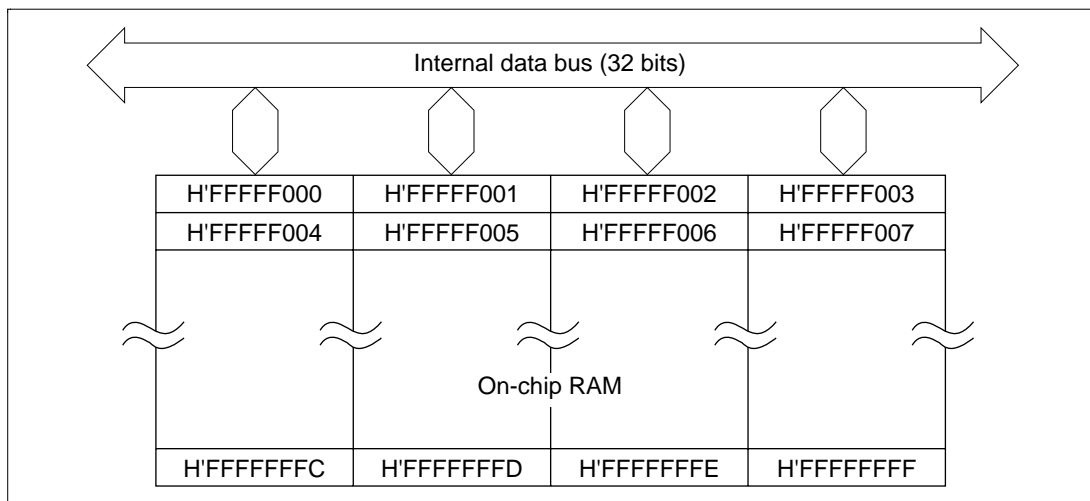 Internal data bus (32 bits)
H'FFFFF000 H'FFFFF001 H'FFFFF002 H'FFFFF003
H'FFFFF004 H'FFFFF005 H'FFFFF006 H'FFFFF007
On-chip RAM
H'FFFFFFFC H'FFFFFFFD H'FFFFFFFE H'FFFFFFFF